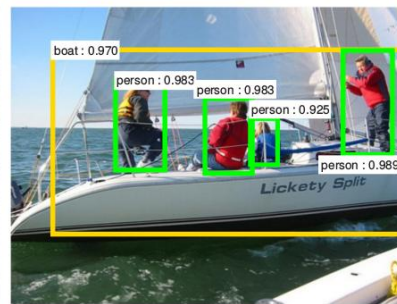 boat : 0.970
person : 0.983
person : 0.983
person : 0.925
person : 0.989
Lickety Split